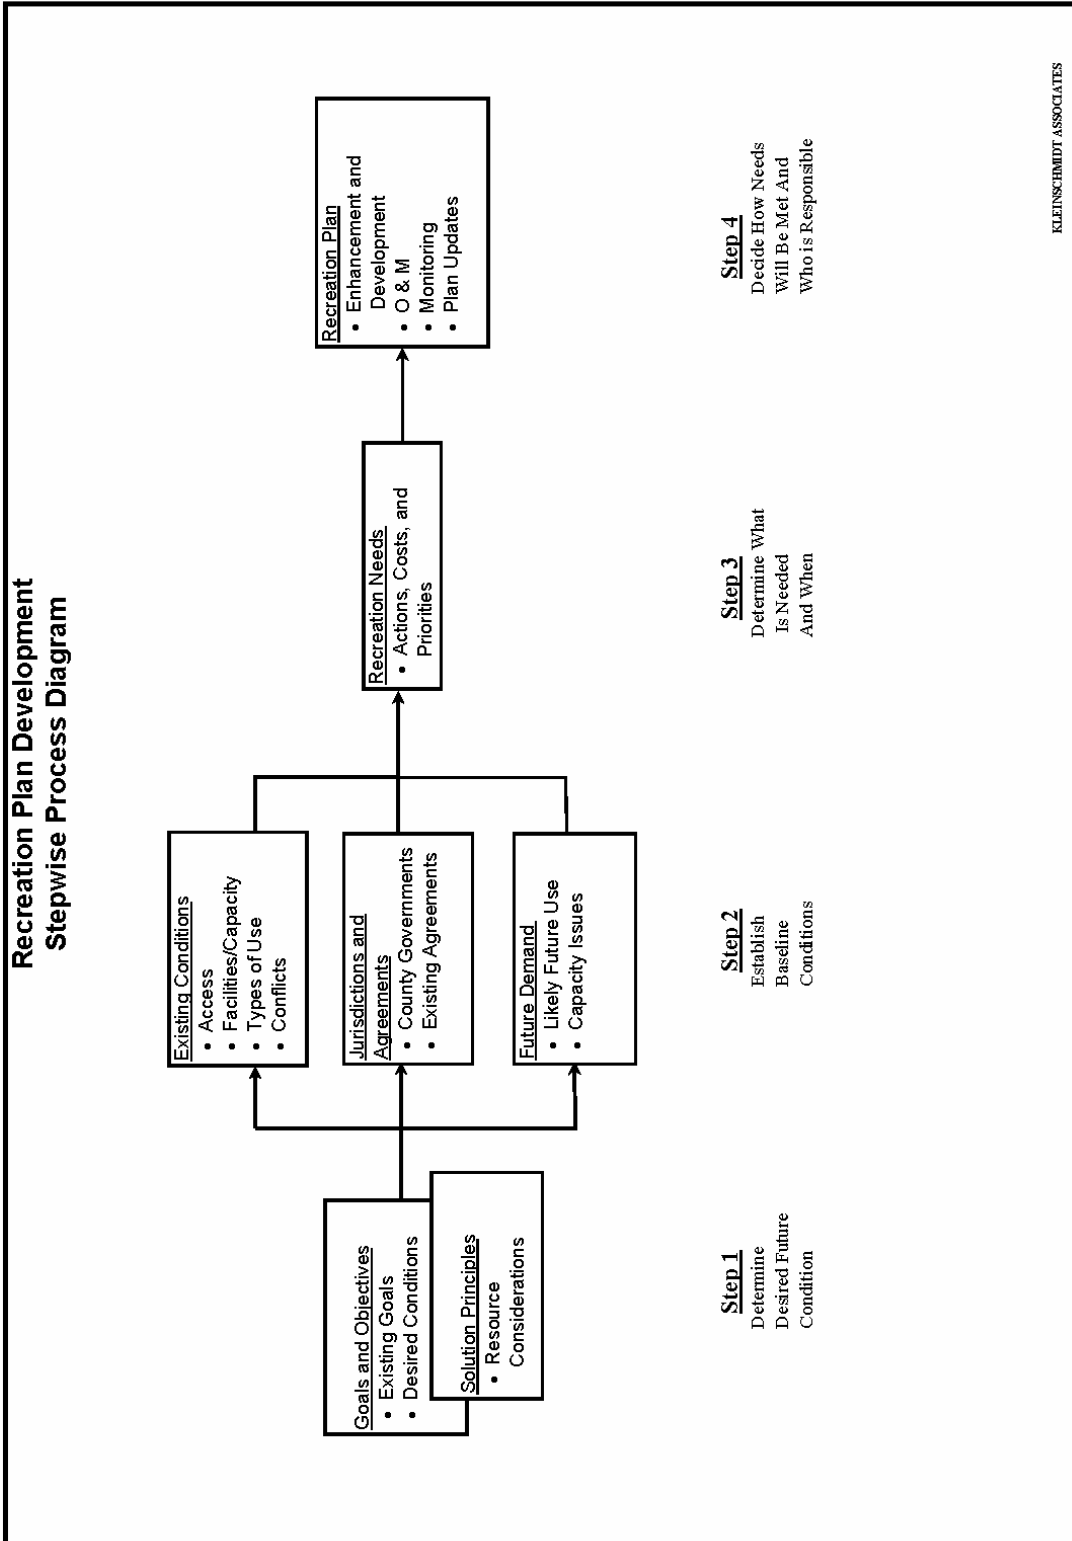 Recreation Plan Development
Stepwise Process Diagram
Goals and Objectives
• Existing Goals
• Desired Conditions
Solution Principles
• Resource
Considerations
Existing Conditions
• Access
• Facilities/Capacity
• Types of Use
• Conflicts
Jurisdictions and
Agreements
• County Governments
• Existing Agreements
Future Demand
• Likely Future Use
• Capacity Issues
Recreation Needs
• Actions, Costs, and
Priorities
Recreation Plan
• Enhancement and
Development
• O & M
• Monitoring
• Plan Updates
Step 1
Determine
Desired Future
Condition
Step 2
Establish
Baseline
Conditions
Step 3
Determine What
Is Needed
And When
Step 4
Decide How Needs
Will Be Met And
Who is Responsible
KLEINSCHMIDT ASSOCIATES